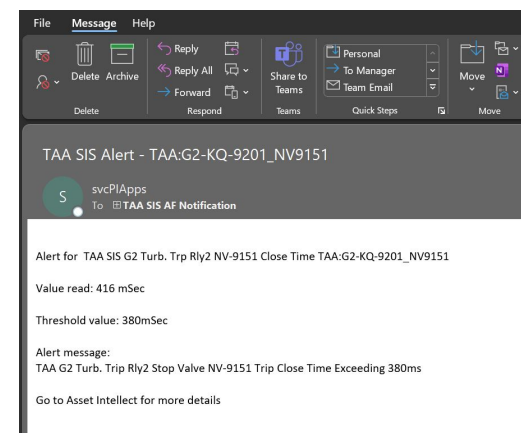 File Message Help
Delete Archive
Reply
Reply All
Forward
Share to Teams
Personal
To Manager
Team Email
Move
Delete Respond Teams Quick Steps Move
TAA SIS Alert - TAA:G2-KQ-9201_NV9151
S
svcPIApps
To TAA SIS AF Notification
Alert for TAA SIS G2 Turb. Trp Rly2 NV-9151 Close Time TAA:G2-KQ-9201_NV9151
Value read: 416 mSec
Threshold value: 380mSec
Alert message:
TAA G2 Turb. Trip Rly2 Stop Valve NV-9151 Trip Close Time Exceeding 380ms
Go to Asset Intellect for more details